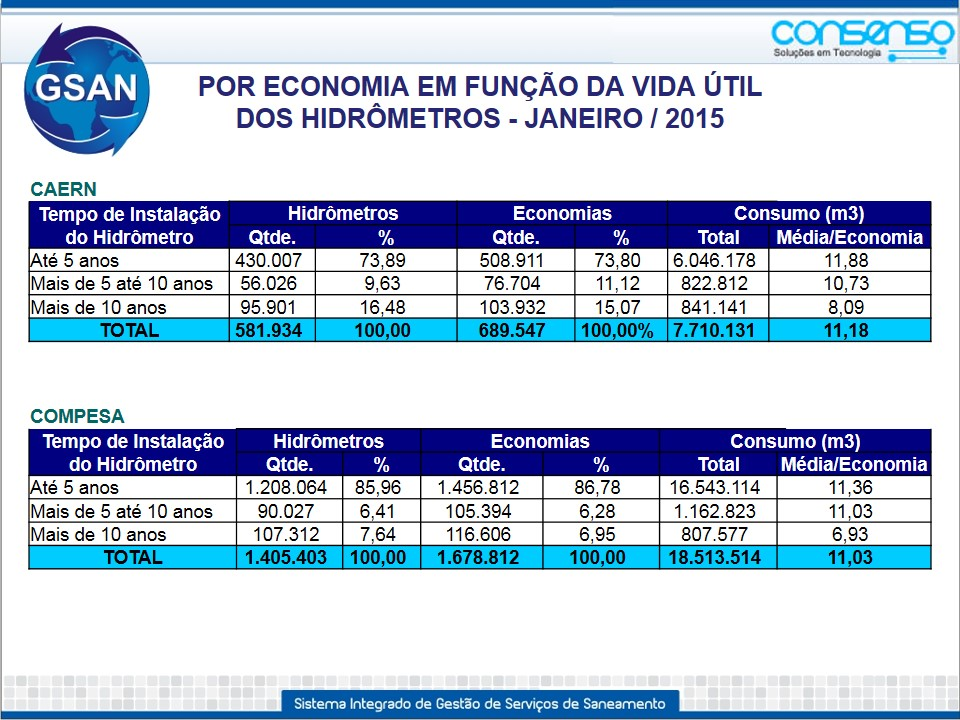 GSAN
consenso
Soluções em Tecnologia
POR ECONOMIA EM FUNÇÃO DA VIDA ÚTIL
DOS HIDRÔMETROS - JANEIRO / 2015
CAERN
Tempo de Instalação do Hidrômetro Hidrômetros Economias Consumo (m3)
Qtde. % Qtde. % Total Média/Economia
Até 5 anos 430.007 73,89 508.911 73,80 6.046.178 11,88
Mais de 5 até 10 anos 56.026 9,63 76.704 11,12 822.812 10,73
Mais de 10 anos 95.901 16,48 103.932 15,07 841.141 8,09
TOTAL 581.934 100,00 689.547 100,00% 7.710.131 11,18
COMPESA
Tempo de Instalação do Hidrômetro Hidrômetros Economias Consumo (m3)
Qtde. % Qtde. % Total Média/Economia
Até 5 anos 1.208.064 85,96 1.456.812 86,78 16.543.114 11,36
Mais de 5 até 10 anos 90.027 6,41 105.394 6,28 1.162.823 11,03
Mais de 10 anos 107.312 7,64 116.606 6,95 807.577 6,93
TOTAL 1.405.403 100,00 1.678.812 100,00 18.513.514 11,03
Sistema Integrado de Gestão de Serviços de Saneamento